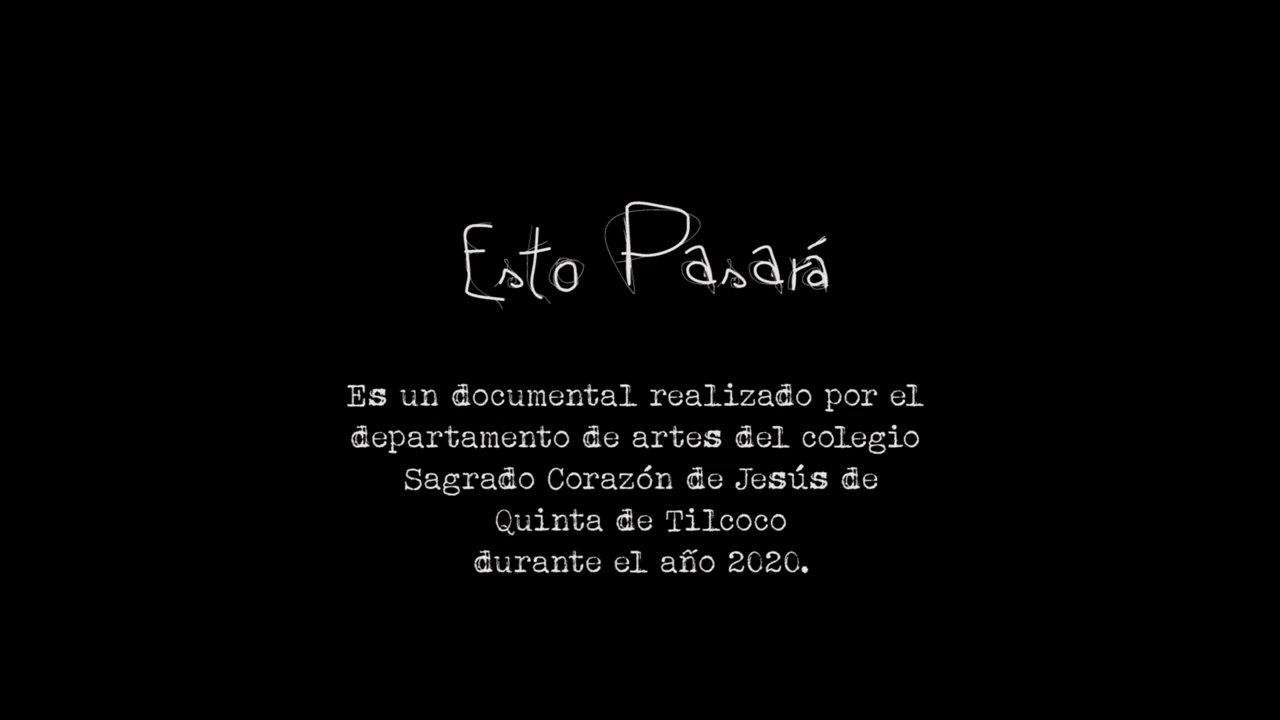 Esto Pasará
Es un documental realizado por el
departamento de artes del colegio
Sagrado Corazón de Jesús de
Quinta de Tilcoco
durante el año 2020.